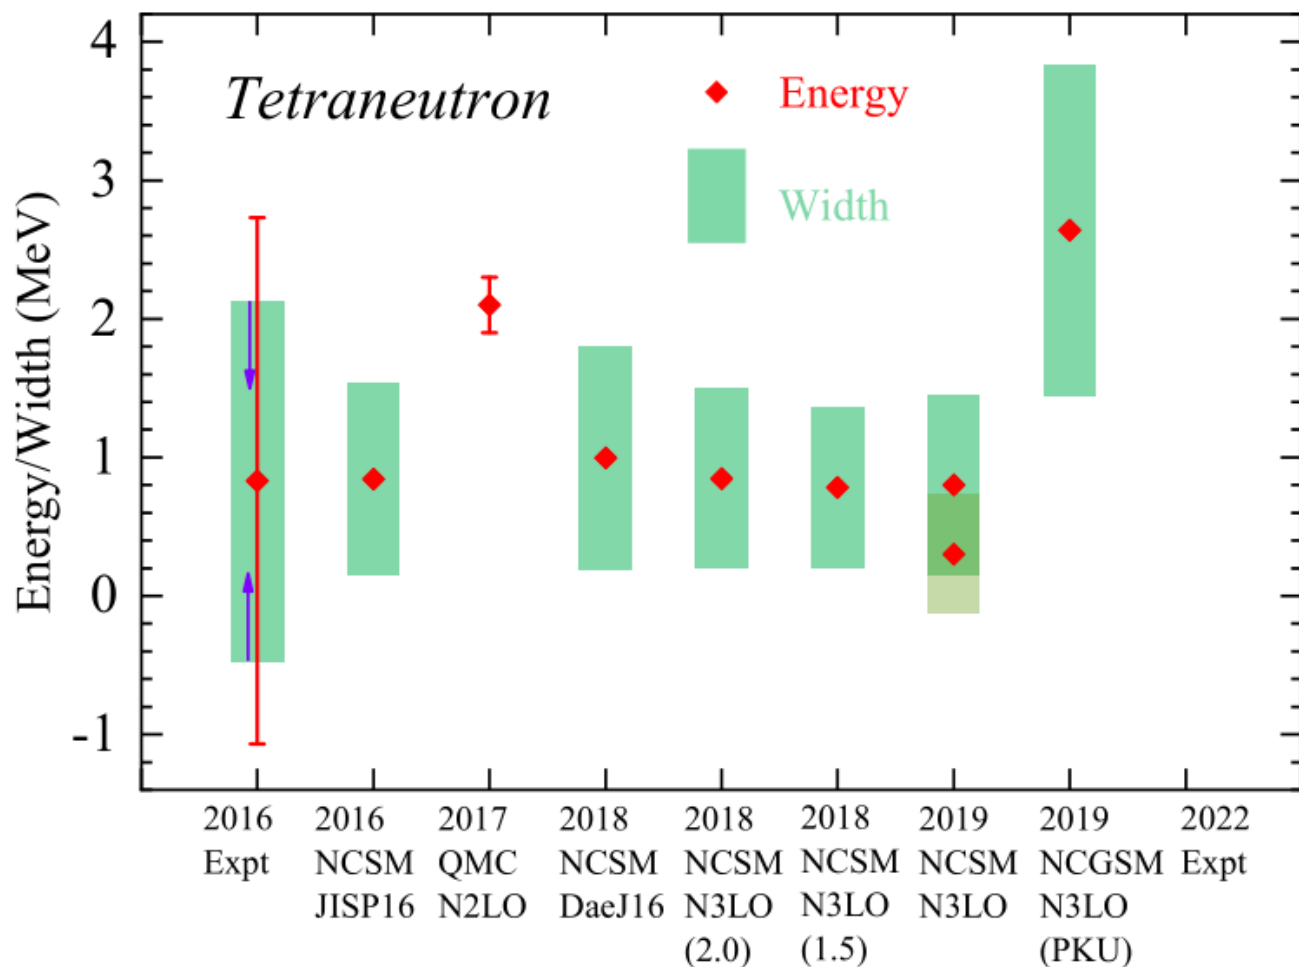 Tetraneutron
Energy
Width
Energy/Width (MeV)
4
3
2
1
0
-1
2016 2016 2017 2018 2018 2018 2019 2019 2022
Expt NCSM QMC NCSM NCSM NCSM NCSM NCGSM Expt
JISP16 N2LO DaeJ16 N3LO N3LO N3LO N3LO
(2.0) (1.5) (PKU)